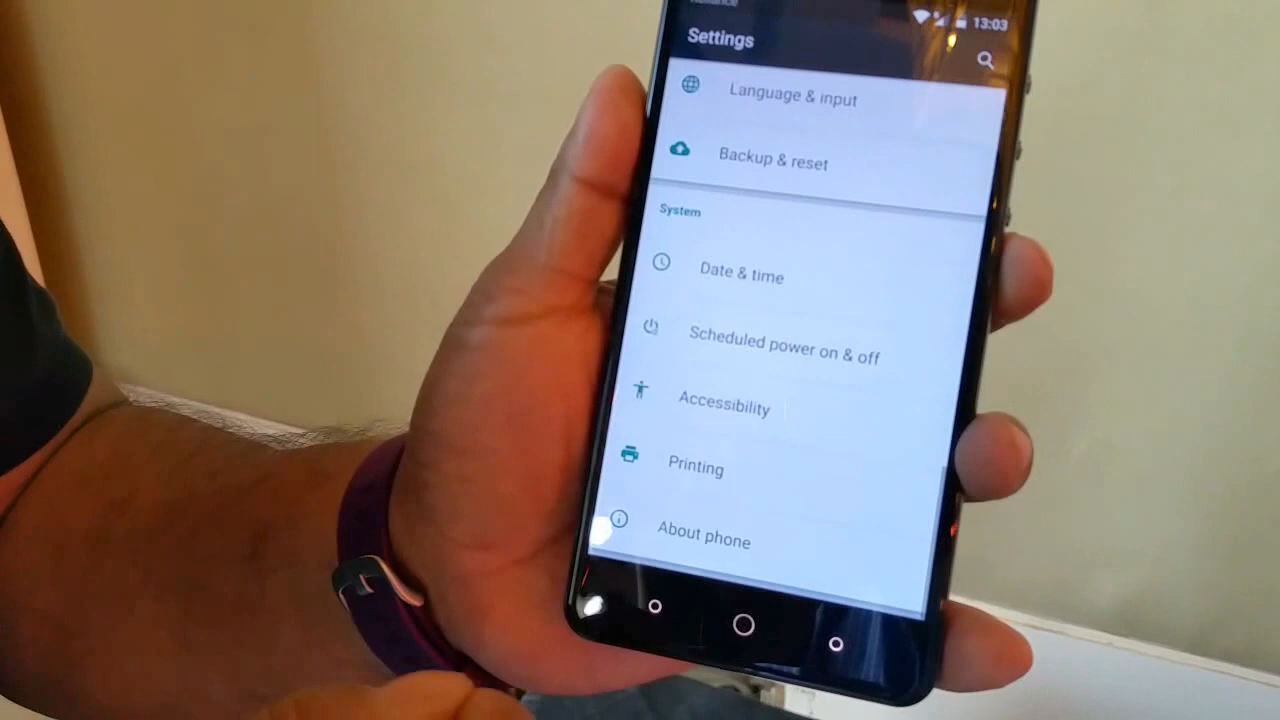 13:03
Settings
Language & input
Backup & reset
System
Date & time
Scheduled power on & off
Accessibility
Printing
About phone